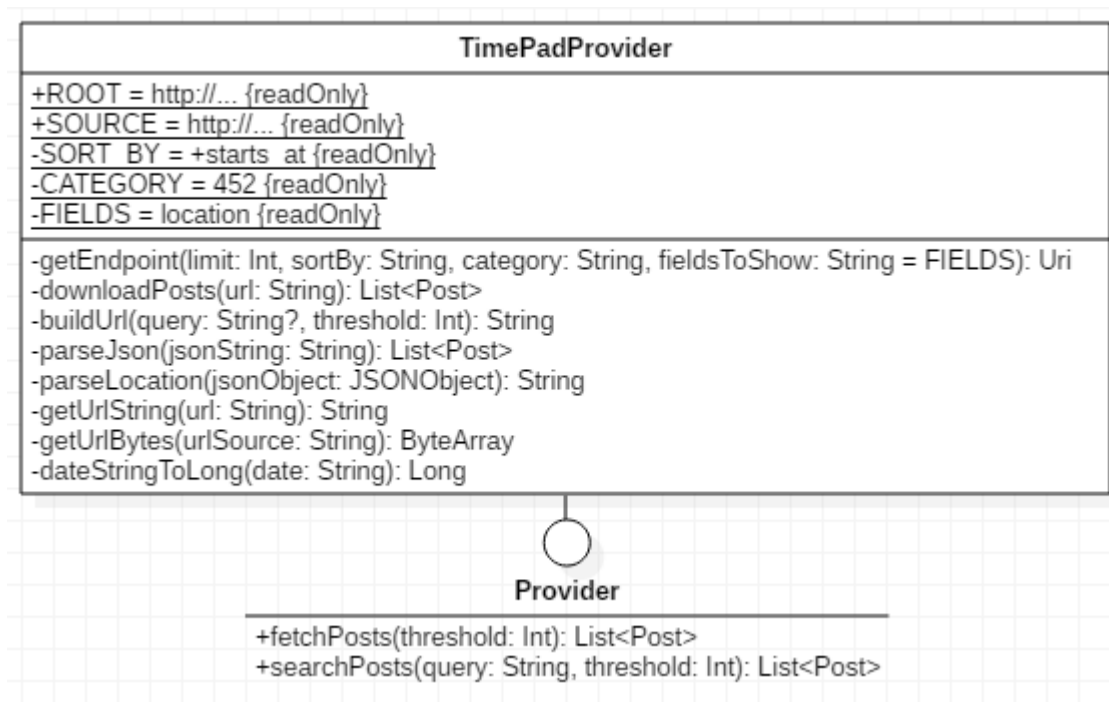 TimePadProvider
+ROOT = http://... {readOnly}
+SOURCE = http://... {readOnly}
-SORT_BY = +starts_at {readOnly}
-CATEGORY = 452 {readOnly}
-FIELDS = location {readOnly}
-getEndpoint(limit: Int, sortBy: String, category: String, fieldsToShow: String = FIELDS): Uri
-downloadPosts(url: String): List<Post>
-buildUrl(query: String?, threshold: Int): String
-parseJson(jsonString: String): List<Post>
-parseLocation(jsonObject: JSONObject): String
-getUrlString(url: String): String
-getUrlBytes(urlSource: String): ByteArray
-dateStringToLong(date: String): Long
Provider
+fetchPosts(threshold: Int): List<Post>
+searchPosts(query: String, threshold: Int): List<Post>